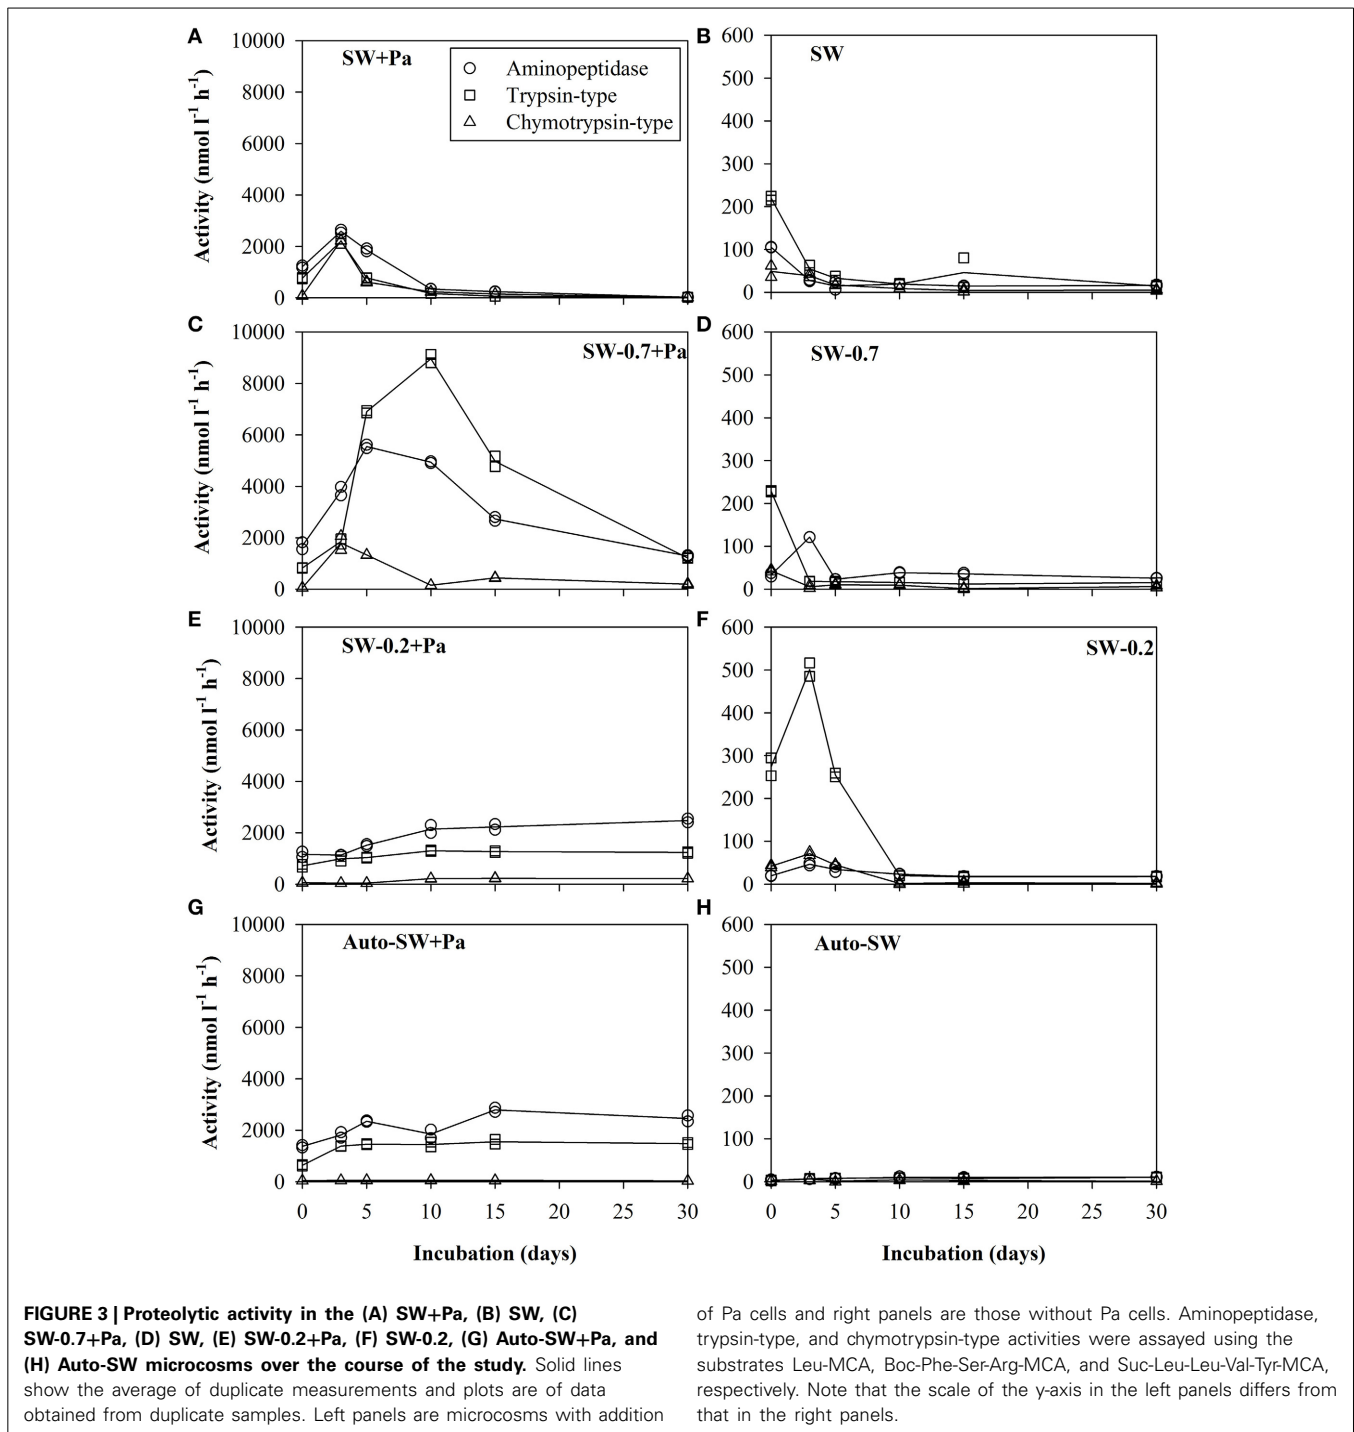 A
SW+Pa
Aminopeptidase
Trypsin-type
Chymotrypsin-type
10000
8000
6000
4000
2000
0
Activity (nmol l-1 h-1)
B
SW
600
500
400
300
200
100
0
C
SW-0.7+Pa
10000
8000
6000
4000
2000
0
Activity (nmol l-1 h-1)
D
SW-0.7
600
500
400
300
200
100
0
E
SW-0.2+Pa
10000
8000
6000
4000
2000
0
Activity (nmol l-1 h-1)
F
SW-0.2
600
500
400
300
200
100
0
G
Auto-SW+Pa
10000
8000
6000
4000
2000
0
Activity (nmol l-1 h-1)
0 5 10 15 20 25 30
Incubation (days)
H
Auto-SW
600
500
400
300
200
100
0
0 5 10 15 20 25 30
Incubation (days)
FIGURE 3 | Proteolytic activity in the (A) SW+Pa, (B) SW, (C)
SW-0.7+Pa, (D) SW, (E) SW-0.2+Pa, (F) SW-0.2, (G) Auto-SW+Pa, and
(H) Auto-SW microcosms over the course of the study. Solid lines
show the average of duplicate measurements and plots are of data
obtained from duplicate samples. Left panels are microcosms with addition
of Pa cells and right panels are those without Pa cells. Aminopeptidase,
trypsin-type, and chymotrypsin-type activities were assayed using the
substrates Leu-MCA, Boc-Phe-Ser-Arg-MCA, and Suc-Leu-Leu-Val-Tyr-MCA,
respectively. Note that the scale of the y-axis in the left panels differs from
that in the right panels.